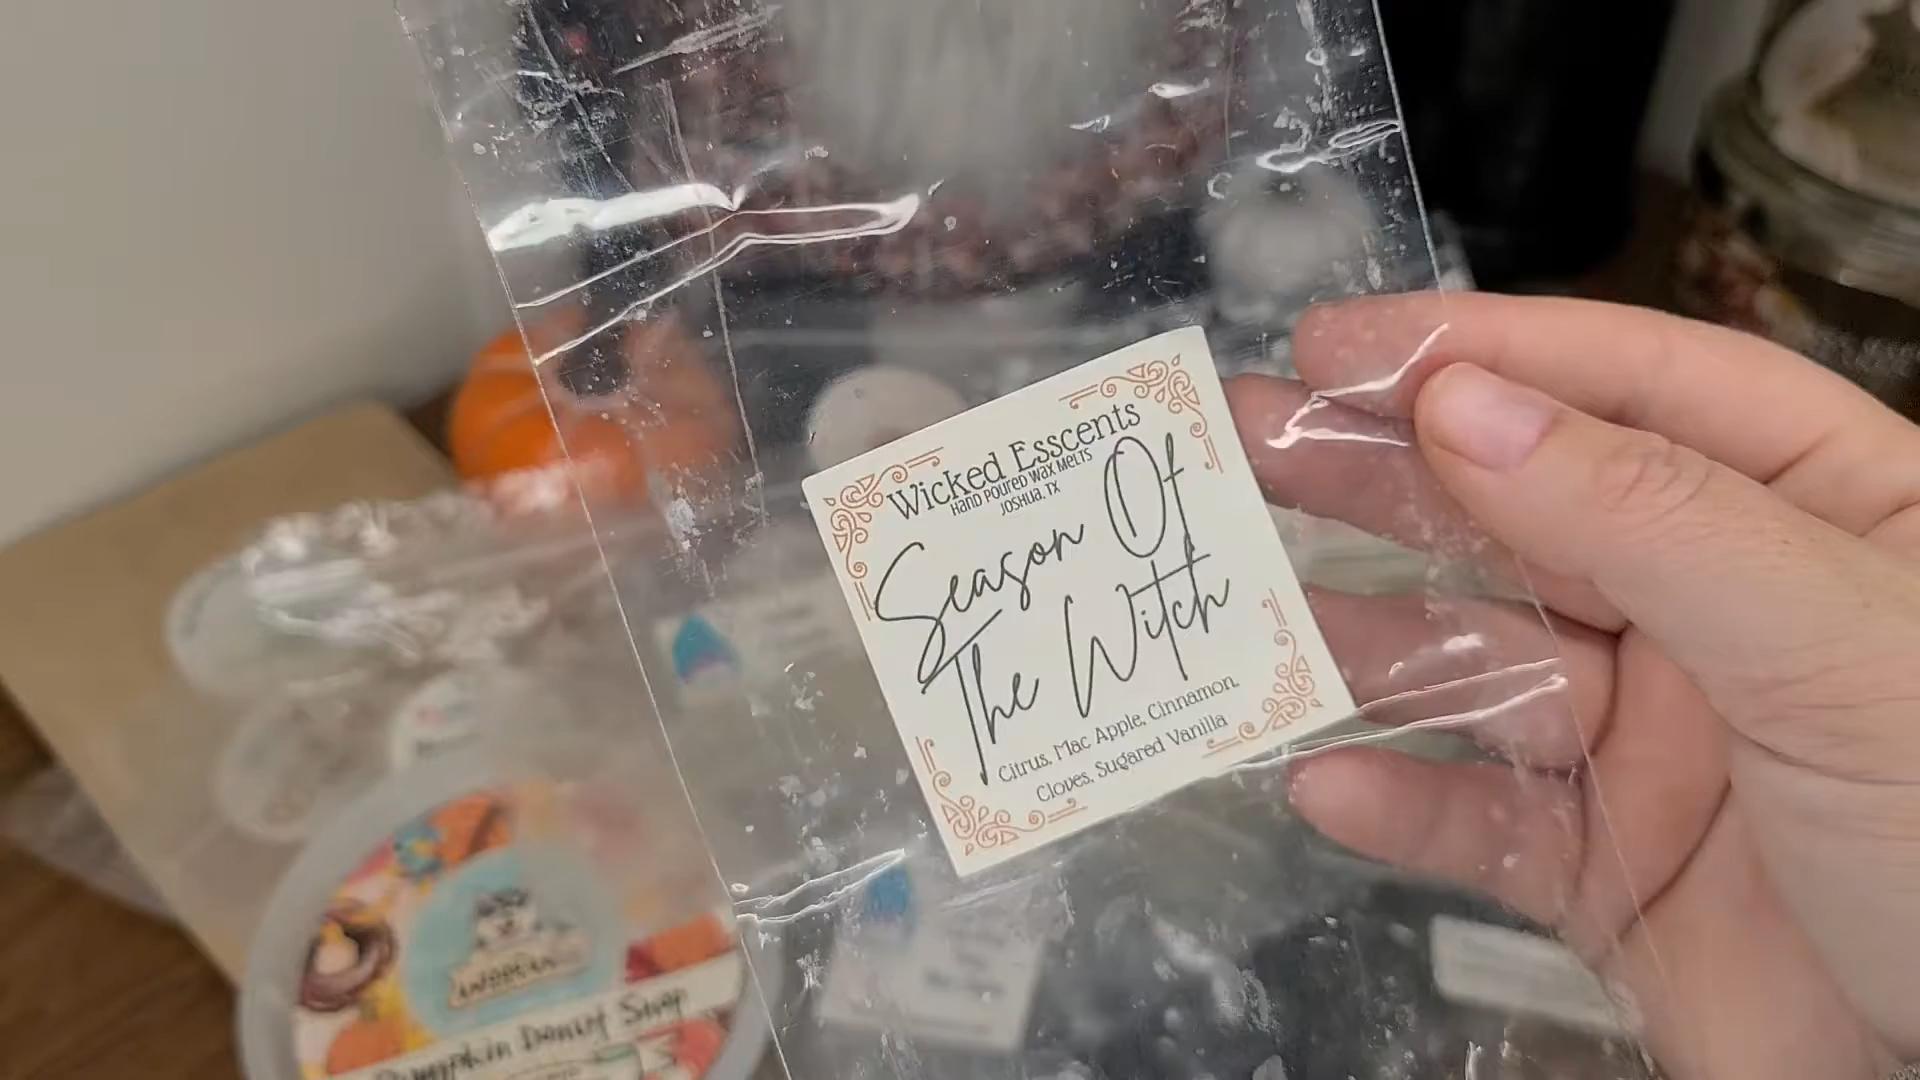 Wicked Esscents
Hand Poured Wax Melts
Joshua, TX
Season Of
The Witch
Citrus, Mac Apple, Cinnamon,
Cloves, Sugared Vanilla
Pumpkin Donut Shop